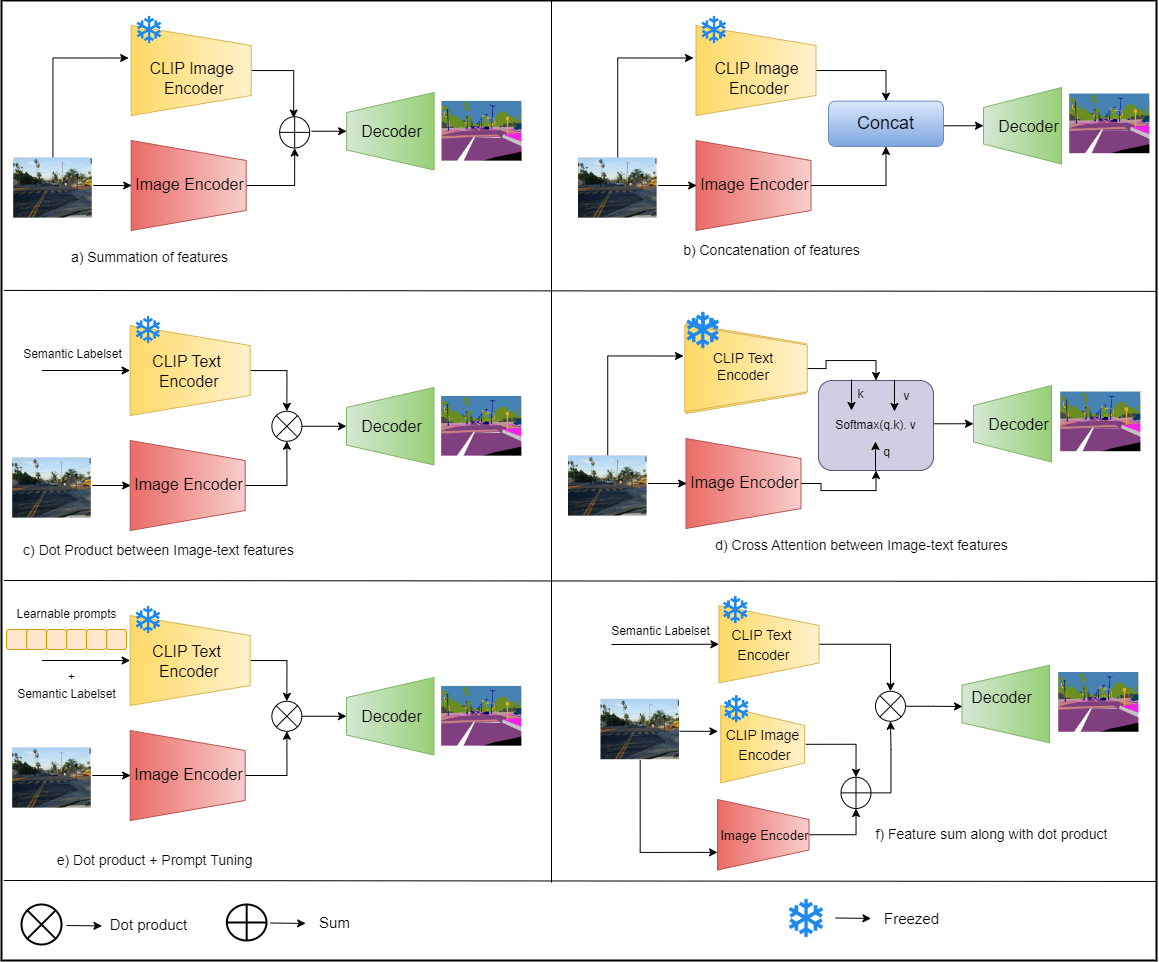 CLIP Image
Encoder
Decoder
Image Encoder
a) Summation of features
CLIP Image
Encoder
Concat
Decoder
Image Encoder
b) Concatenation of features
Semantic Labelset
CLIP Text
Encoder
Decoder
Image Encoder
c) Dot Product between Image-text features
CLIP Text
Encoder
k
v
Softmax(q.k). v
q
Decoder
Image Encoder
d) Cross Attention between Image-text features
Learnable prompts
+
Semantic Labelset
CLIP Text
Encoder
Decoder
Image Encoder
e) Dot product + Prompt Tuning
Semantic Labelset
CLIP Text
Encoder
CLIP Image
Encoder
Image Encoder
Decoder
f) Feature sum along with dot product
Dot product
Sum
Freezed